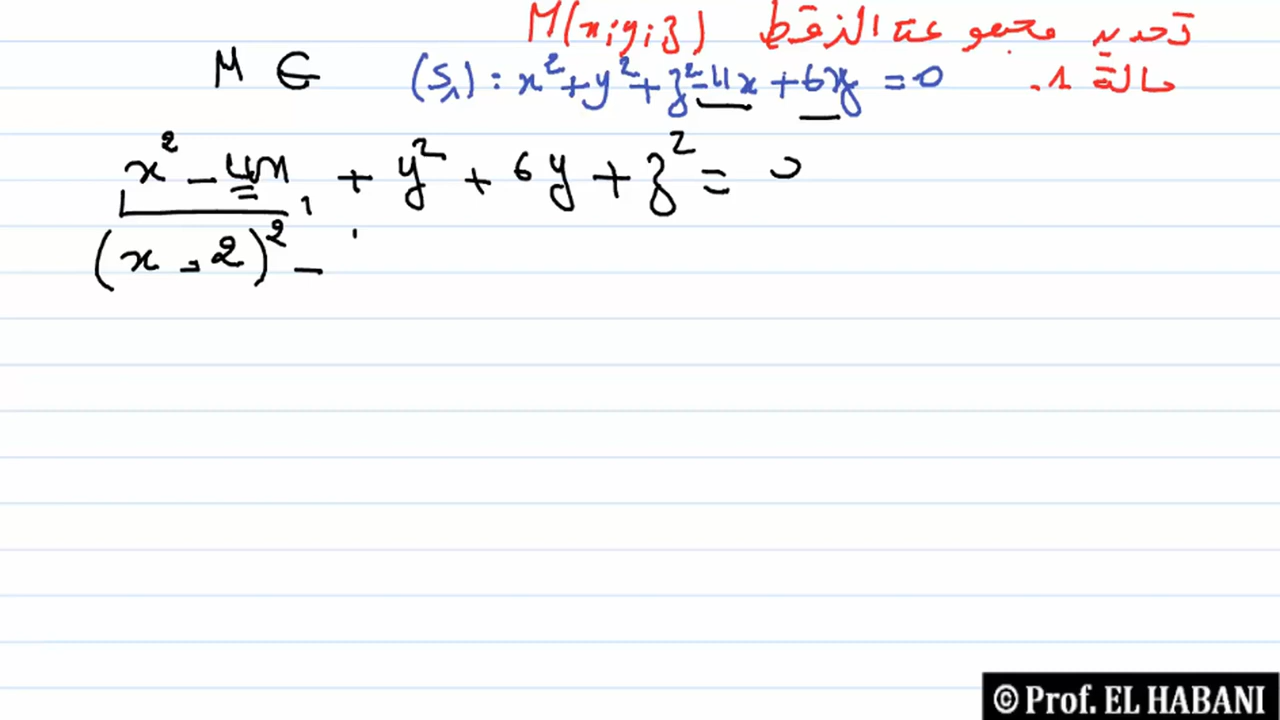 تحديد مجموعة النقط M(x;y;z)
حالة 1.
M ∈ (S₁): x² + y² + z² - 4x + 6y = 0
x² - 4x + y² + 6y + z² = 0
(x - 2)² -
© Prof. EL HABANI